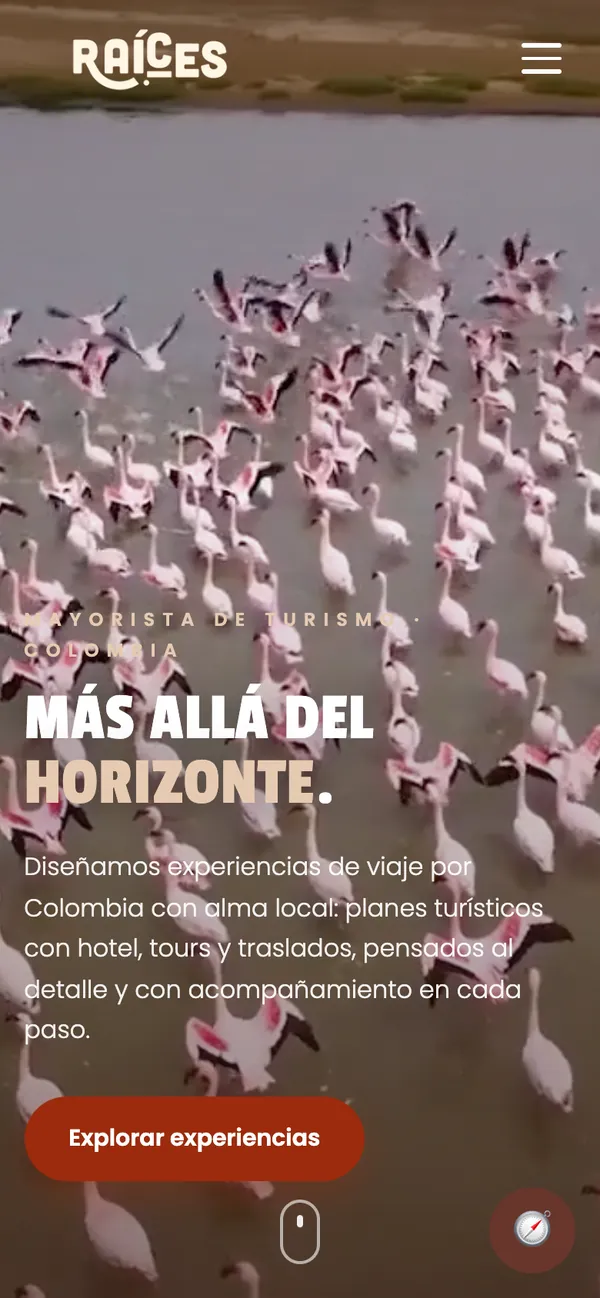 RAÍCES
MAYORISTA DE TURISMO ·
COLOMBIA
MÁS ALLÁ DEL
HORIZONTE.
Diseñamos experiencias de viaje por
Colombia con alma local: planes turísticos
con hotel, tours y traslados, pensados al
detalle y con acompañamiento en cada
paso.
Explorar experiencias